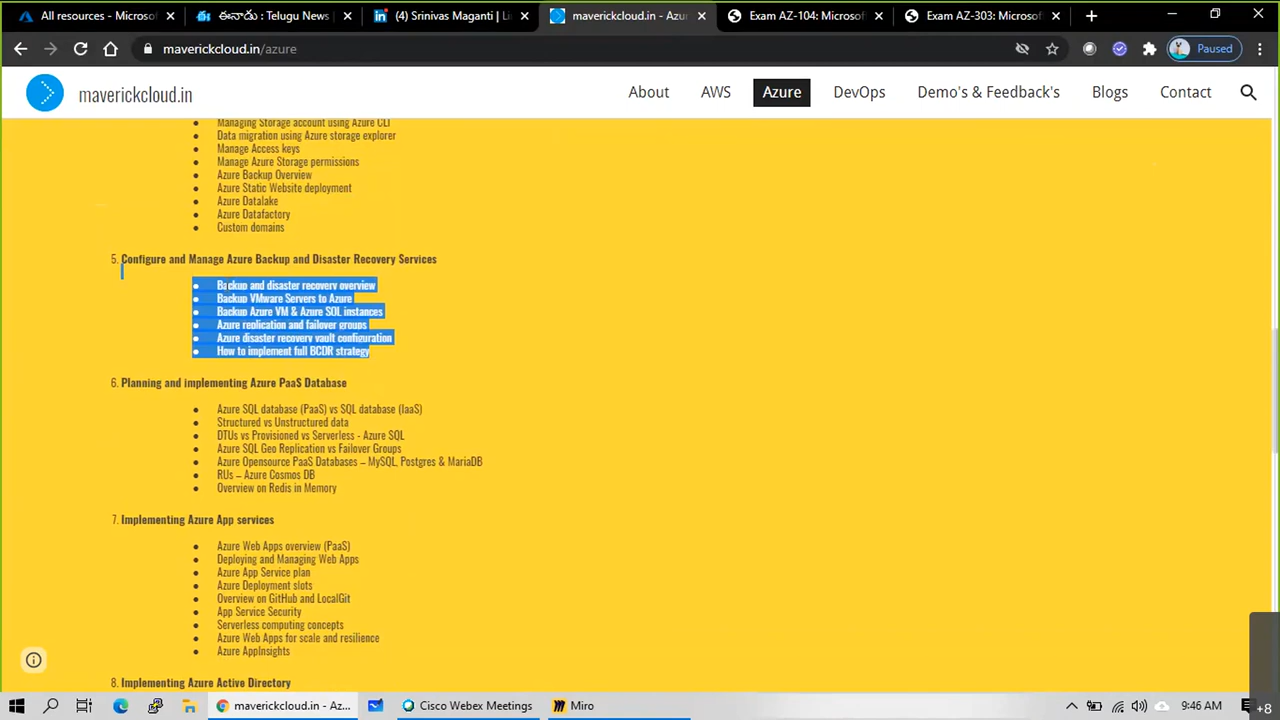 All resources - Microsof
ఈనాడు : Telugu News |
(4) Srinivas Maganti | Li
maverickcloud.in - Azu
Exam AZ-104: Microsof
Exam AZ-303: Microsof
maverickcloud.in/azure
Paused
maverickcloud.in
About
AWS
Azure
DevOps
Demo's & Feedback's
Blogs
Contact
Managing Storage account using Azure CLI
Data migration using Azure storage explorer
Manage Access keys
Manage Azure Storage permissions
Azure Backup Overview
Azure Static Website deployment
Azure Datalake
Azure Datafactory
Custom domains
5. Configure and Manage Azure Backup and Disaster Recovery Services
Backup and disaster recovery overview
Backup VMware Servers to Azure
Backup Azure VM & Azure SQL instances
Azure replication and failover groups
Azure disaster recovery vault configuration
How to implement full BCDR strategy
6. Planning and implementing Azure PaaS Database
Azure SQL database (PaaS) vs SQL database (IaaS)
Structured vs Unstructured data
DTUs vs Provisioned vs Serverless - Azure SQL
Azure SQL Geo Replication vs Failover Groups
Azure Opensource PaaS Databases – MySQL, Postgres & MariaDB
RUs – Azure Cosmos DB
Overview on Redis in Memory
7. Implementing Azure App services
Azure Web Apps overview (PaaS)
Deploying and Managing Web Apps
Azure App Service plan
Azure Deployment slots
Overview on GitHub and LocalGit
App Service Security
Serverless computing concepts
Azure Web Apps for scale and resilience
Azure AppInsights
8. Implementing Azure Active Directory
maverickcloud.in - Az...
Cisco Webex Meetings
Miro
9:46 AM
+8